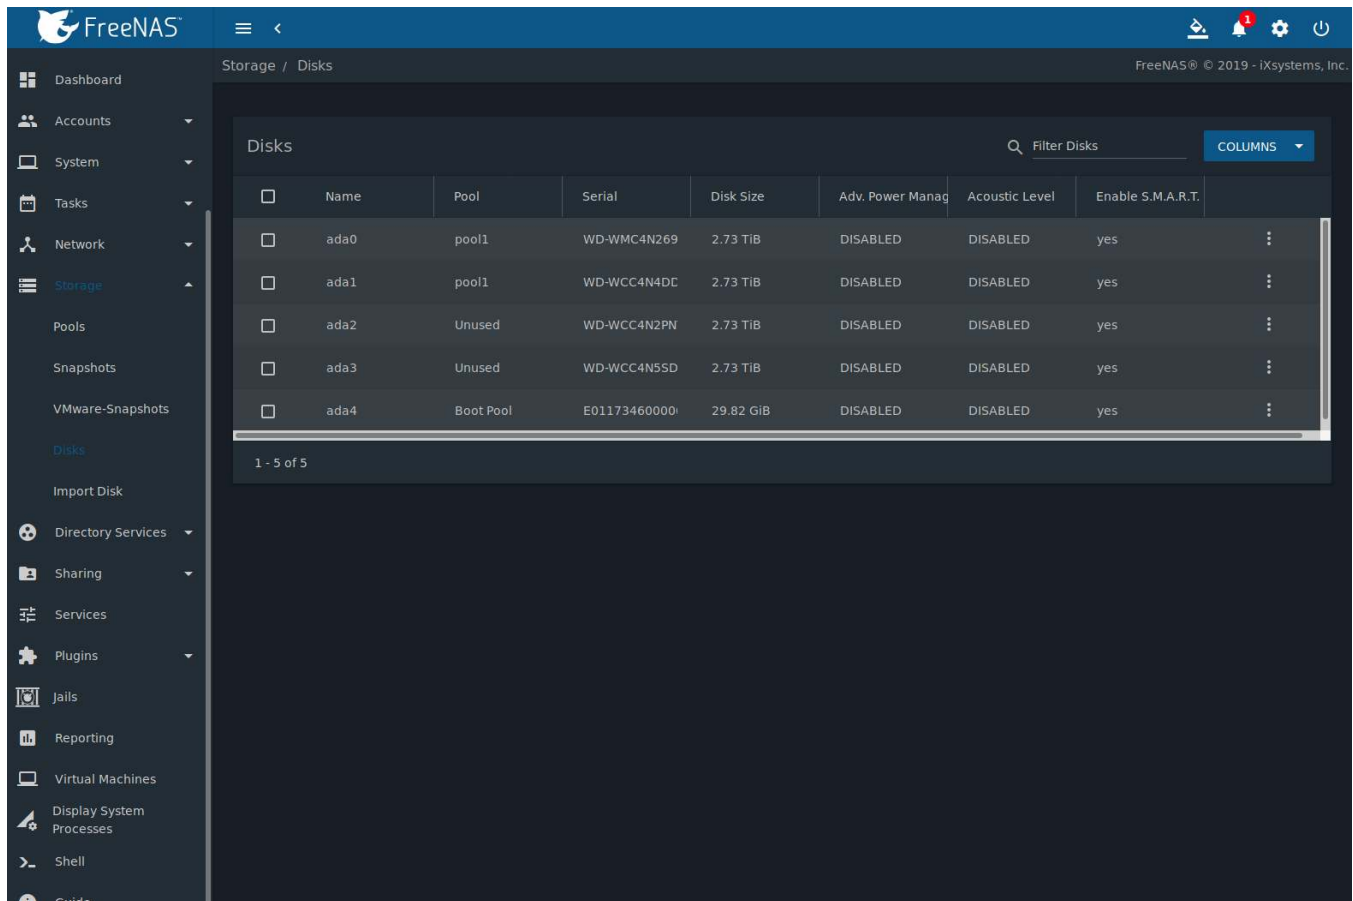 FreeNAS
1
Storage / Disks
FreeNAS® © 2019 - iXsystems, Inc.
Dashboard
Accounts
System
Tasks
Network
Storage
Pools
Snapshots
VMware-Snapshots
Disks
Import Disk
Directory Services
Sharing
Services
Plugins
Jails
Reporting
Virtual Machines
Display System
Processes
Shell
Disks
Filter Disks
COLUMNS
Name Pool Serial Disk Size Adv. Power Manag Acoustic Level Enable S.M.A.R.T.
ada0 pool1 WD-WMC4N269 2.73 TiB DISABLED DISABLED yes
ada1 pool1 WD-WCC4N4DD 2.73 TiB DISABLED DISABLED yes
ada2 Unused WD-WCC4N2PN 2.73 TiB DISABLED DISABLED yes
ada3 Unused WD-WCC4N5SD 2.73 TiB DISABLED DISABLED yes
ada4 Boot Pool E01173460000 29.82 GiB DISABLED DISABLED yes
1 - 5 of 5